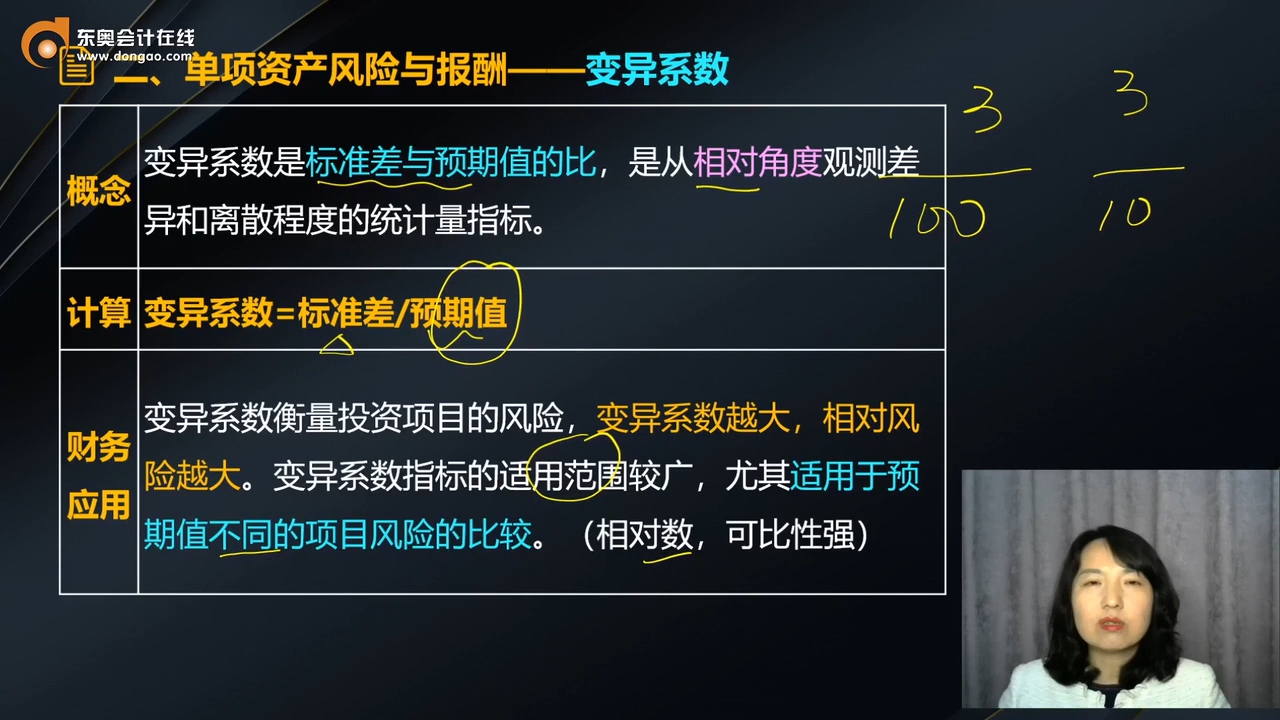 东奥会计在线
www.dongao.com
二、单项资产风险与报酬——变异系数
3
3
概念
变异系数是标准差与预期值的比，是从相对角度观测差
异和离散程度的统计量指标。
100
10
计算
变异系数=标准差/预期值
财务
应用
变异系数衡量投资项目的风险，变异系数越大，相对风
险越大。变异系数指标的适用范围较广，尤其适用于预
期值不同的项目风险的比较。（相对数，可比性强）